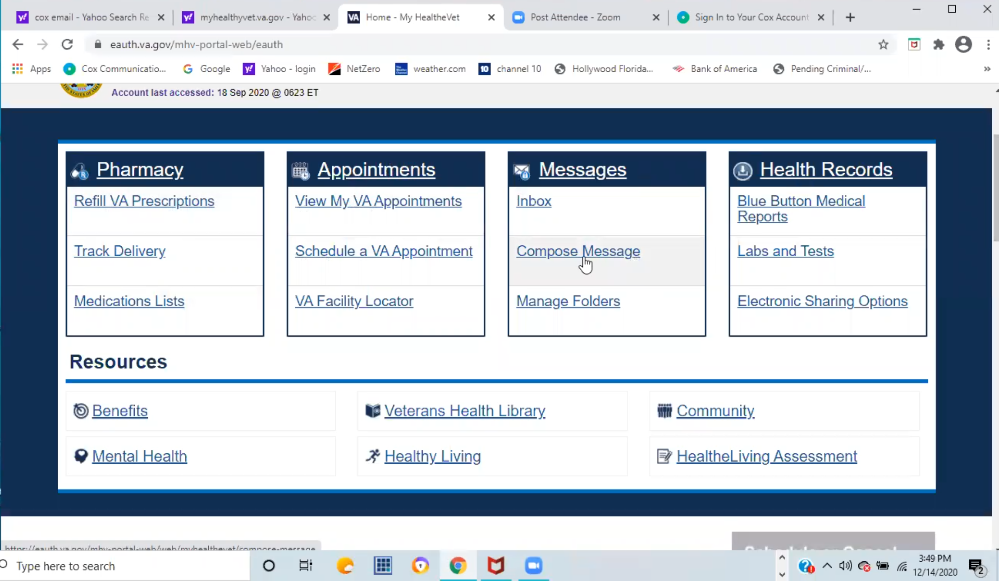 cox email - Yahoo Search Re
myhealthyvet.va.gov - Yahoo
VA Home - My HealtheVet
Post Attendee - Zoom
Sign In to Your Cox Account
eauth.va.gov/mhv-portal-web/eauth
Apps Cox Communicatio... Google Yahoo - login NetZero weather.com 10 channel 10 Hollywood Florida... Bank of America Pending Criminal/...
Account last accessed: 18 Sep 2020 @ 0623 ET
Pharmacy
Refill VA Prescriptions
Track Delivery
Medications Lists
Appointments
View My VA Appointments
Schedule a VA Appointment
VA Facility Locator
Messages
Inbox
Compose Message
Manage Folders
Health Records
Blue Button Medical
Reports
Labs and Tests
Electronic Sharing Options
Resources
Benefits
Veterans Health Library
Community
Mental Health
Healthy Living
HealtheLiving Assessment
https://eauth.va.gov/mhv-portal-web/web/myhealthevet/compose-message
Type here to search
3:49 PM
12/14/2020
2